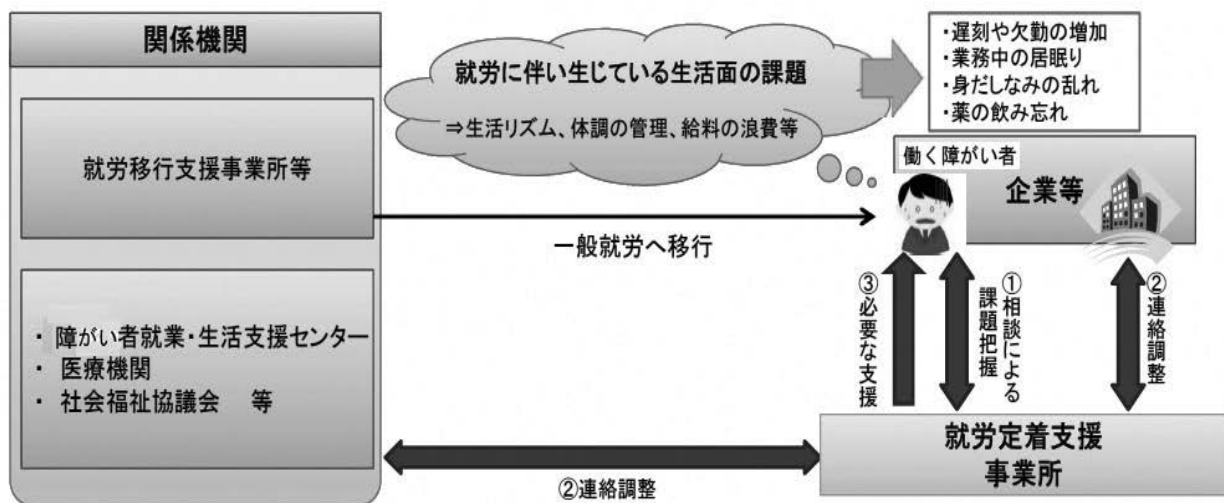 関係機関
就労移行支援事業所等
・ 障がい者就業・生活支援センター
・ 医療機関
・ 社会福祉協議会 等
就労に伴い生じている生活面の課題
⇒生活リズム、体調の管理、給料の浪費等
・遅刻や欠勤の増加
・業務中の居眠り
・身だしなみの乱れ
・薬の飲み忘れ
働く障がい者
企業等
一般就労へ移行
③必要な支援
①相談による
課題把握
②連絡調整
②連絡調整
就労定着支援
事業所